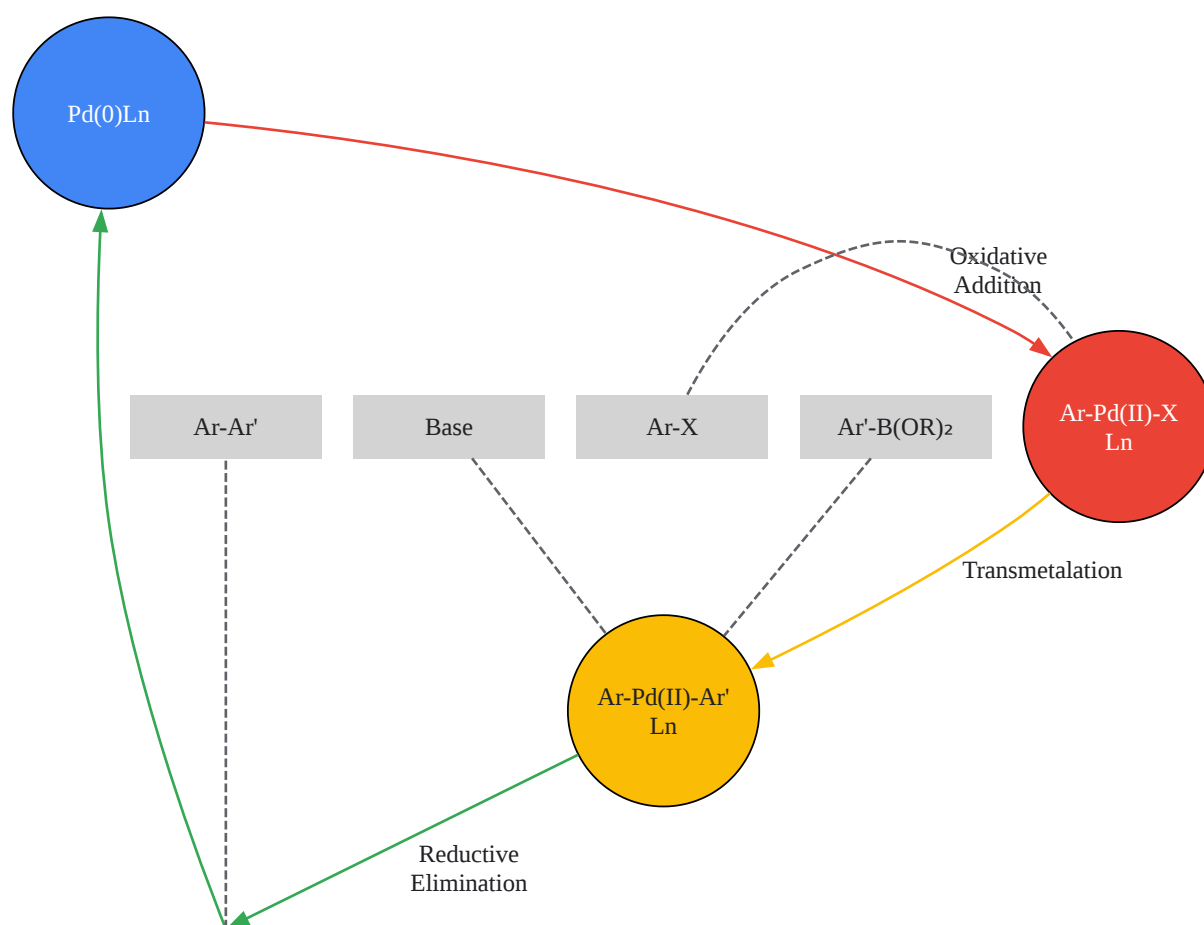 Pd(0)Ln
Oxidative
Addition
Ar-Ar'
Base
Ar-X
Ar'-B(OR)₂
Ar-Pd(II)-X
Ln
Transmetalation
Ar-Pd(II)-Ar'
Ln
Reductive
Elimination